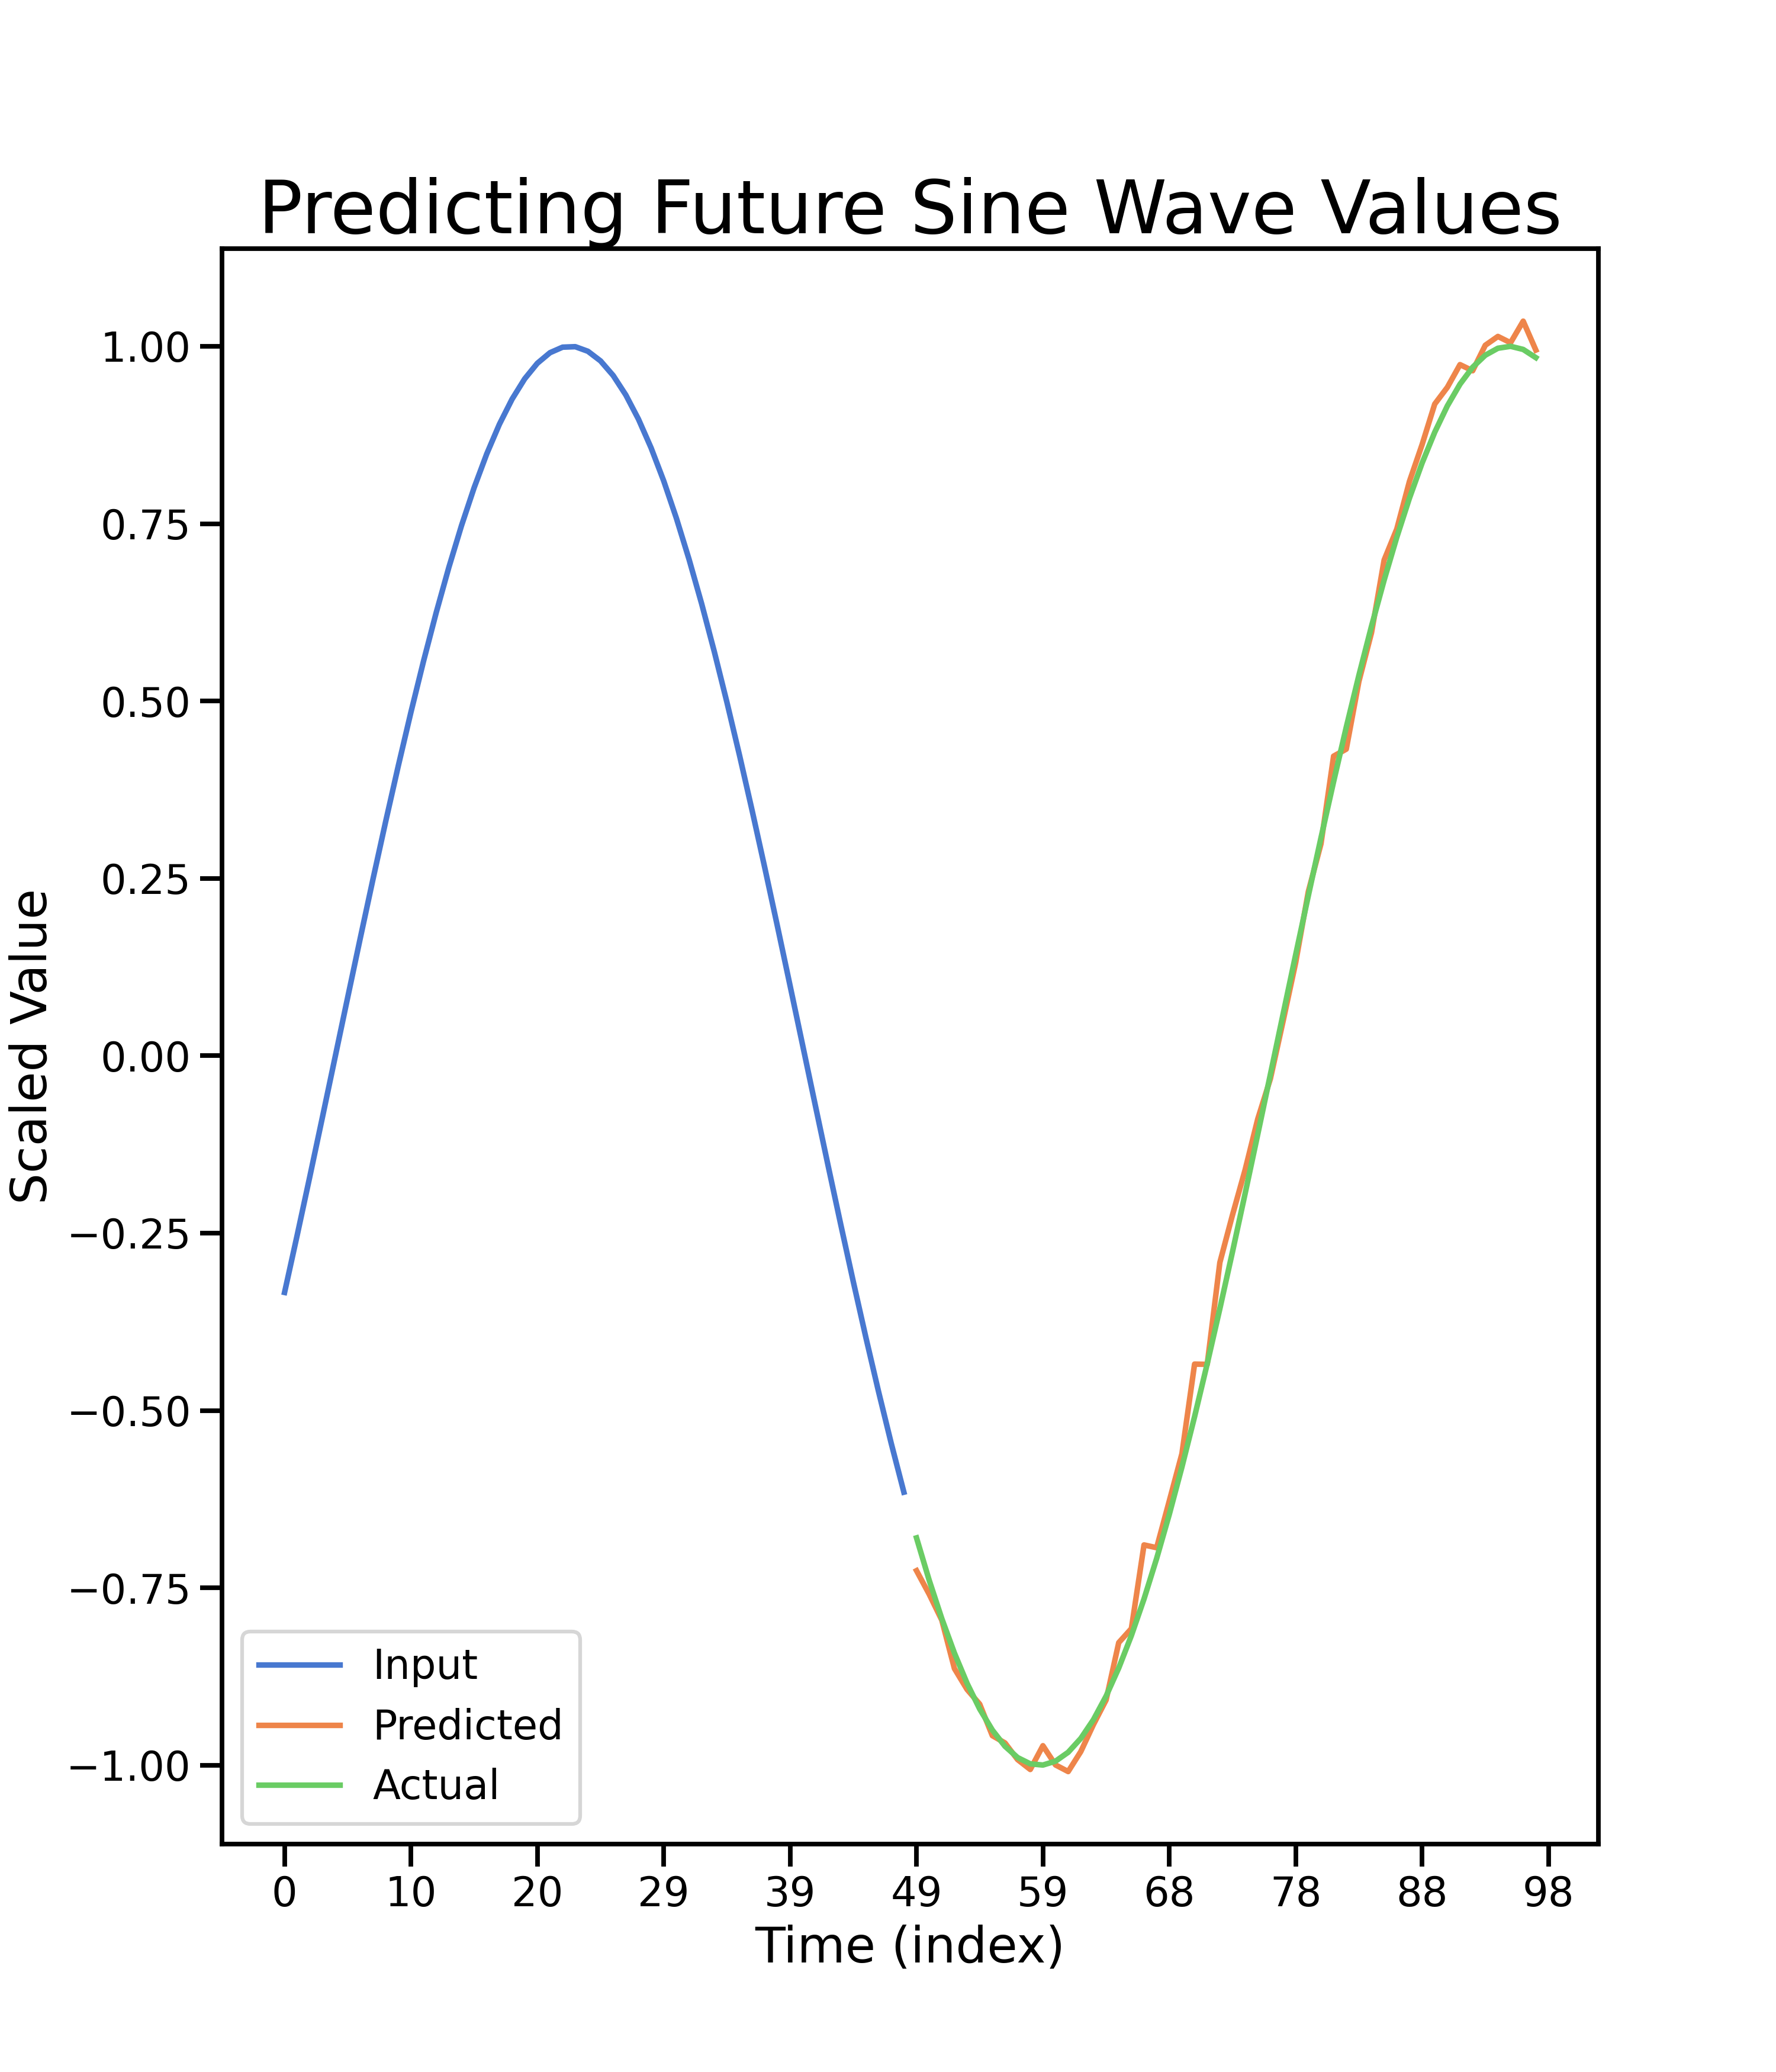 Predicting Future Sine Wave Values
1.00
0.75
0.50
0.25
0.00
−0.25
−0.50
−0.75
−1.00
Scaled Value
Input
Predicted
Actual
0 10 20 29 39 49 59 68 78 88 98
Time (index)